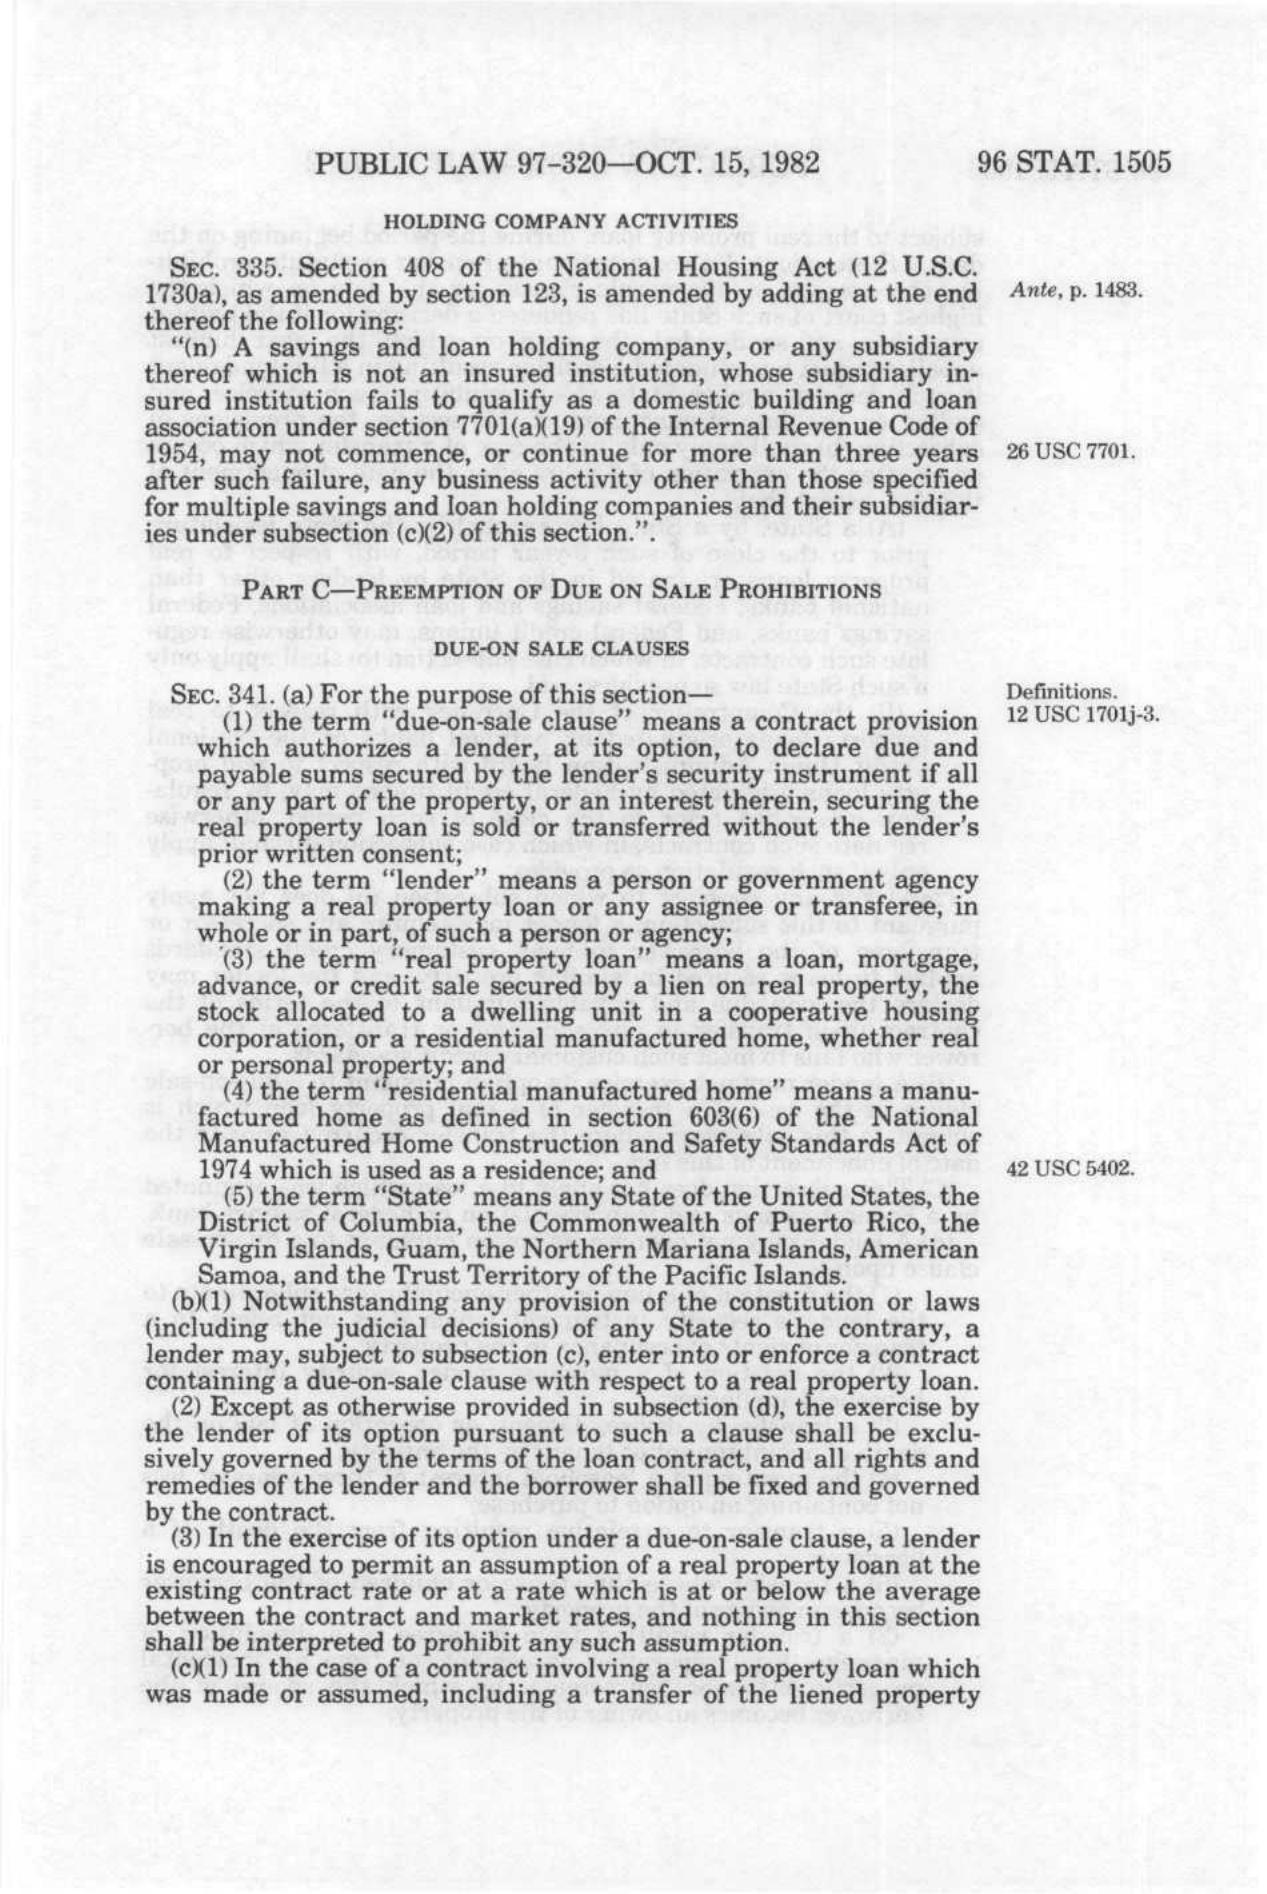 PUBLIC LAW 97-320—OCT. 15, 1982 96 STAT. 1505
HOLDING COMPANY ACTIVITIES
SEC. 335. Section 408 of the National Housing Act (12 U.S.C.
1730a), as amended by section 123, is amended by adding at the end
Ante, p. 1483.
thereof the following:
"(n) A savings and loan holding company, or any subsidiary
thereof which is not an insured institution, whose subsidiary in-
sured institution fails to qualify as a domestic building and loan
association under section 7701(a)(19) of the Internal Revenue Code of
1954, may not commence, or continue for more than three years
26 USC 7701.
after such failure, any business activity other than those specified
for multiple savings and loan holding companies and their subsidiar-
ies under subsection (c)(2) of this section.".
PART C—PREEMPTION OF DUE ON SALE PROHIBITIONS
DUE-ON SALE CLAUSES
SEC. 341. (a) For the purpose of this section—
Definitions.
12 USC 1701j-3.
(1) the term "due-on-sale clause" means a contract provision
which authorizes a lender, at its option, to declare due and
payable sums secured by the lender's security instrument if all
or any part of the property, or an interest therein, securing the
real property loan is sold or transferred without the lender's
prior written consent;
(2) the term "lender" means a person or government agency
making a real property loan or any assignee or transferee, in
whole or in part, of such a person or agency;
(3) the term "real property loan" means a loan, mortgage,
advance, or credit sale secured by a lien on real property, the
stock allocated to a dwelling unit in a cooperative housing
corporation, or a residential manufactured home, whether real
or personal property; and
(4) the term "residential manufactured home" means a manu-
factured home as defined in section 603(6) of the National
Manufactured Home Construction and Safety Standards Act of
1974 which is used as a residence; and
42 USC 5402.
(5) the term "State" means any State of the United States, the
District of Columbia, the Commonwealth of Puerto Rico, the
Virgin Islands, Guam, the Northern Mariana Islands, American
Samoa, and the Trust Territory of the Pacific Islands.
(b)(1) Notwithstanding any provision of the constitution or laws
(including the judicial decisions) of any State to the contrary, a
lender may, subject to subsection (c), enter into or enforce a contract
containing a due-on-sale clause with respect to a real property loan.
(2) Except as otherwise provided in subsection (d), the exercise by
the lender of its option pursuant to such a clause shall be exclu-
sively governed by the terms of the loan contract, and all rights and
remedies of the lender and the borrower shall be fixed and governed
by the contract.
(3) In the exercise of its option under a due-on-sale clause, a lender
is encouraged to permit an assumption of a real property loan at the
existing contract rate or at a rate which is at or below the average
between the contract and market rates, and nothing in this section
shall be interpreted to prohibit any such assumption.
(c)(1) In the case of a contract involving a real property loan which
was made or assumed, including a transfer of the liened property